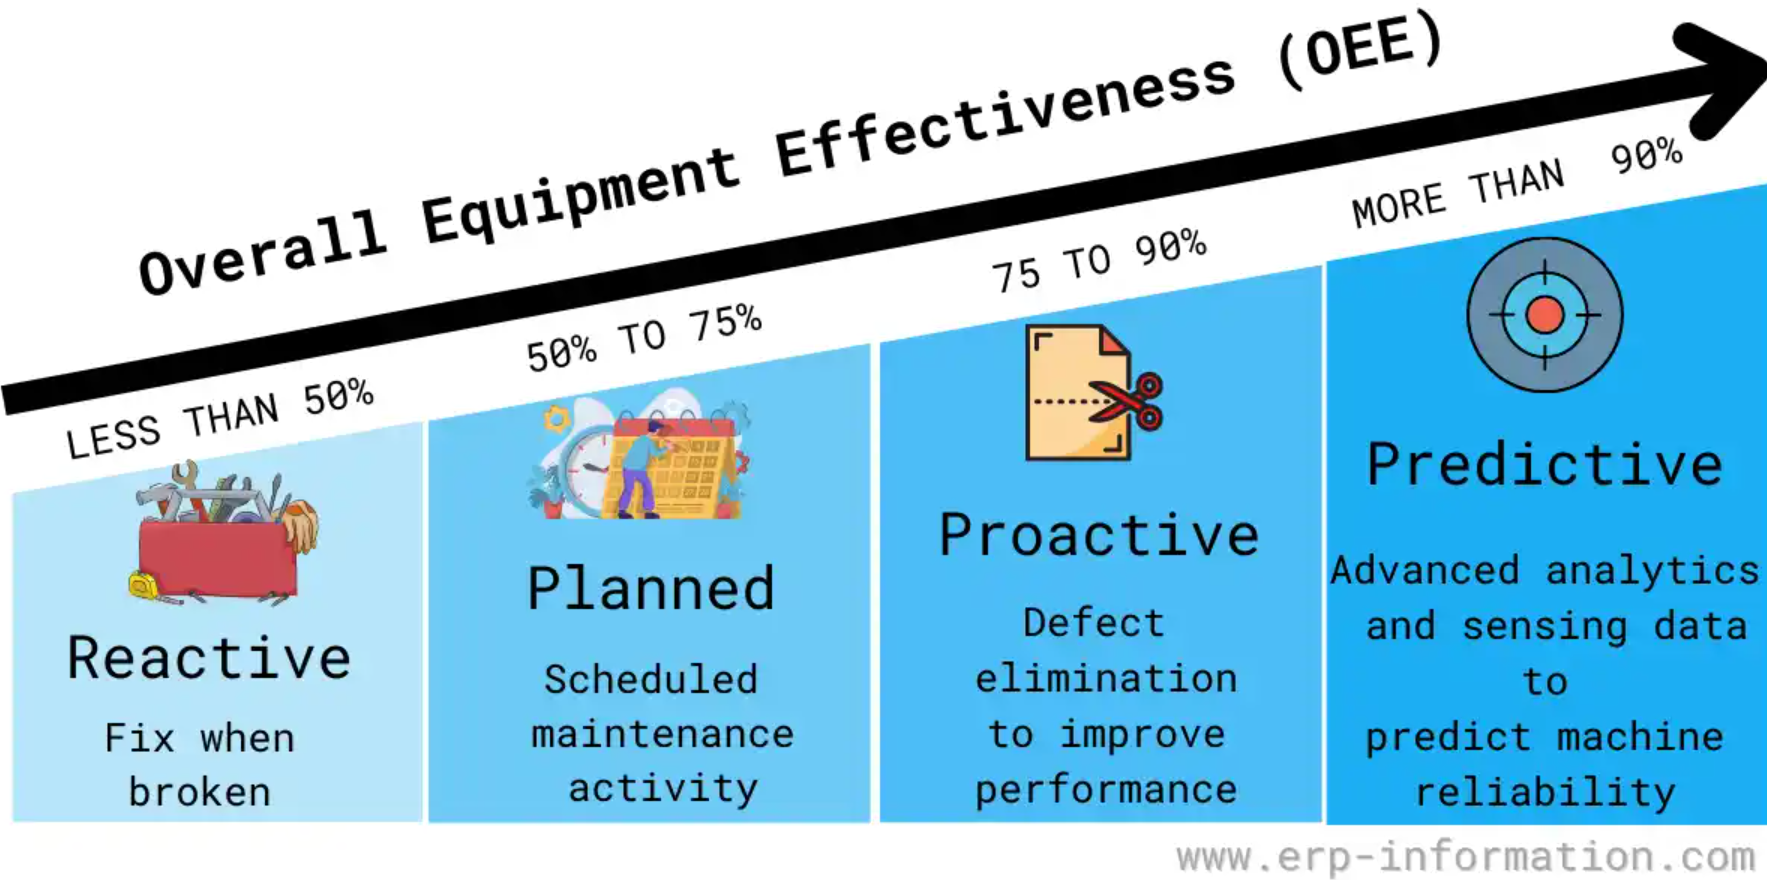 Overall Equipment Effectiveness (OEE)
LESS THAN 50%
50% TO 75%
75 TO 90%
MORE THAN 90%
Reactive
Fix when
broken
Planned
Scheduled
maintenance
activity
Proactive
Defect
elimination
to improve
performance
Predictive
Advanced analytics
and sensing data
to
predict machine
reliability
www.erp-information.com